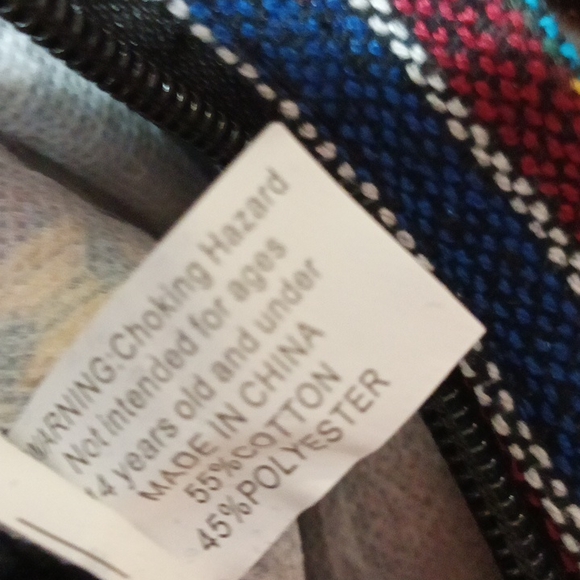 WARNING:Choking Hazard
Not intended for ages
14 years old and under
MADE IN CHINA
55%COTTON
45%POLYESTER